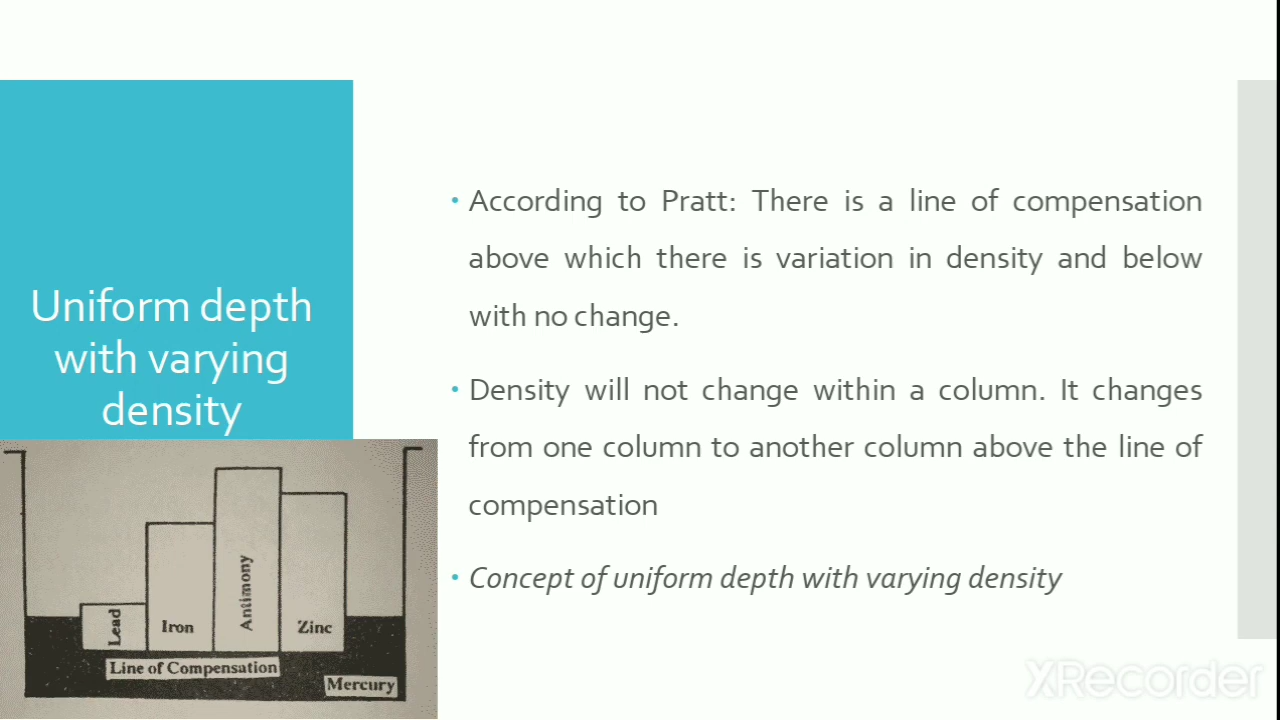 Uniform depth
with varying
density
• According to Pratt: There is a line of compensation
above which there is variation in density and below
with no change.
• Density will not change within a column. It changes
from one column to another column above the line of
compensation
• Concept of uniform depth with varying density
Lead
Iron
Antimony
Zinc
Line of Compensation
Mercury
XRecorder